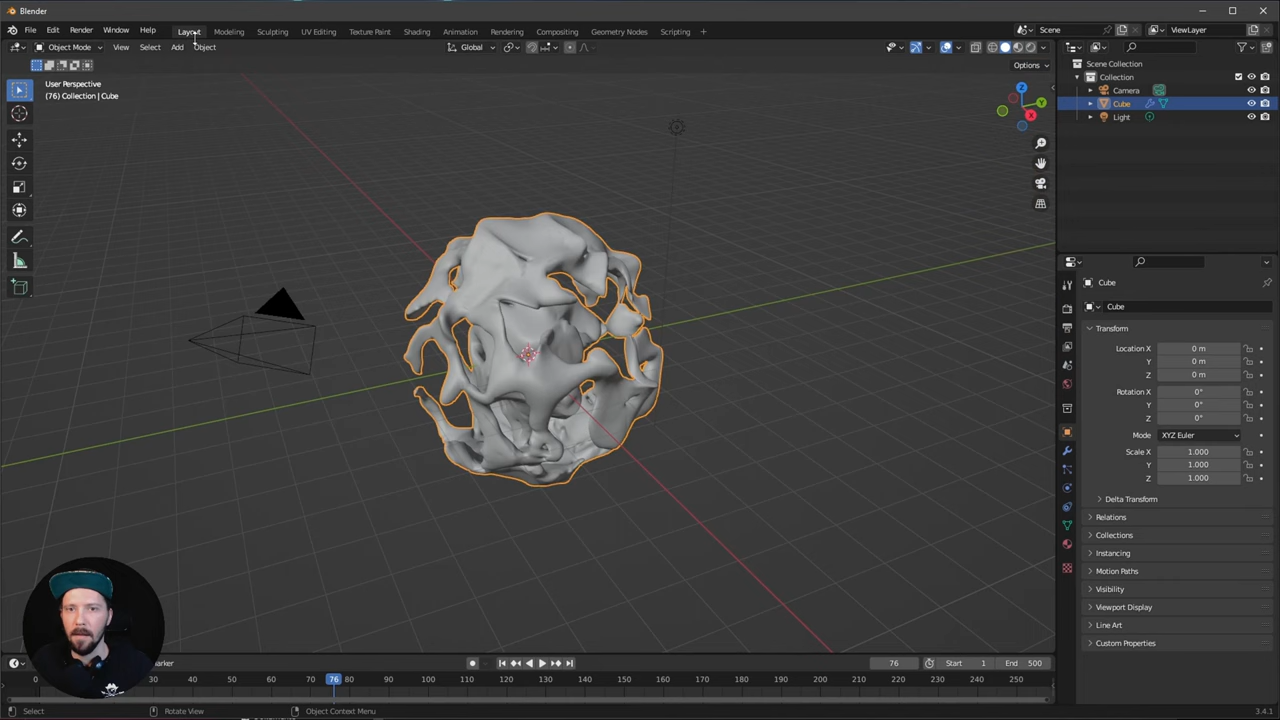 Blender
File Edit Render Window Help Layout Modeling Sculpting UV Editing Texture Paint Shading Animation Rendering Compositing Geometry Nodes Scripting + Scene ViewLayer
Object Mode View Select Add Object Global
Options
User Perspective
(76) Collection | Cube
Z
Y
X
Scene Collection
Collection
Camera
Cube
Light
Cube
Cube
Transform
Location X 0 m
Y 0 m
Z 0 m
Rotation X 0°
Y 0°
Z 0°
Mode XYZ Euler
Scale X 1.000
Y 1.000
Z 1.000
Delta Transform
Relations
Collections
Instancing
Motion Paths
Visibility
Viewport Display
Line Art
Custom Properties
76 Start 1 End 500
0 30 40 50 60 70 76 80 90 100 110 120 130 140 150 160 170 180 190 200 210 220 230 240 250
Select Rotate View Object Context Menu 3.4.1